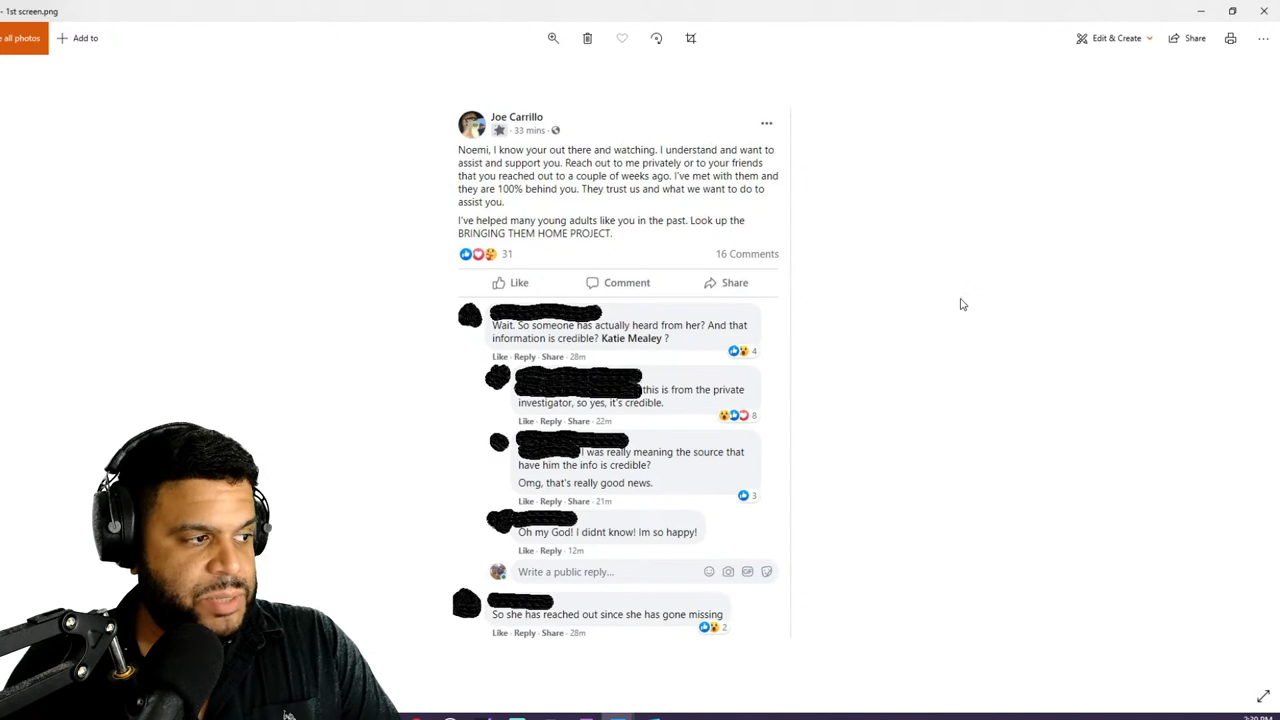 - 1st screen.png
e all photos
Add to
Edit & Create
Share
Joe Carrillo
33 mins ·
Noemi, I know your out there and watching. I understand and want to
assist and support you. Reach out to me privately or to your friends
that you reached out to a couple of weeks ago. I've met with them and
they are 100% behind you. They trust us and what we want to do to
assist you.
I've helped many young adults like you in the past. Look up the
BRINGING THEM HOME PROJECT.
31
16 Comments
Like
Comment
Share
Wait. So someone has actually heard from her? And that
information is credible? Katie Mealey ?
4
Like · Reply · Share · 28m
this is from the private
investigator, so yes, it's credible.
8
Like · Reply · Share · 22m
I was really meaning the source that
have him the info is credible?
Omg, that's really good news.
3
Like · Reply · Share · 21m
Oh my God! I didnt know! Im so happy!
Like · Reply · 12m
Write a public reply...
GIF
So she has reached out since she has gone missing
2
Like · Reply · Share · 28m